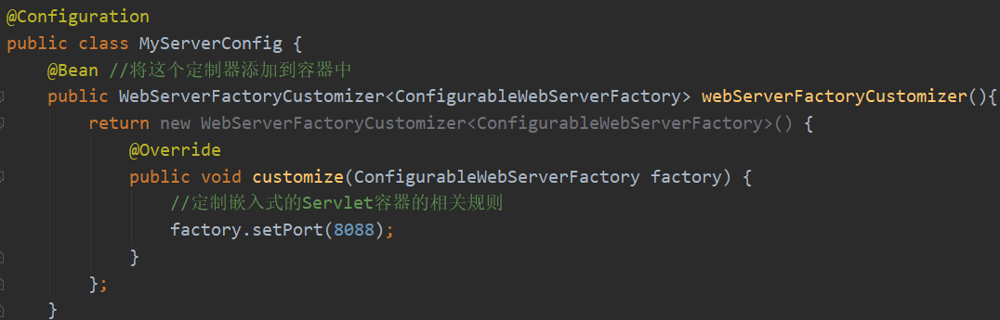 @Configuration
public class MyServerConfig {
@Bean //将这个定制器添加到容器中
public WebServerFactoryCustomizer<ConfigurableWebServerFactory> webServerFactoryCustomizer(){
return new WebServerFactoryCustomizer<ConfigurableWebServerFactory>() {
@Override
public void customize(ConfigurableWebServerFactory factory) {
//定制嵌入式的Servlet容器的相关规则
factory.setPort(8088);
}
};
}